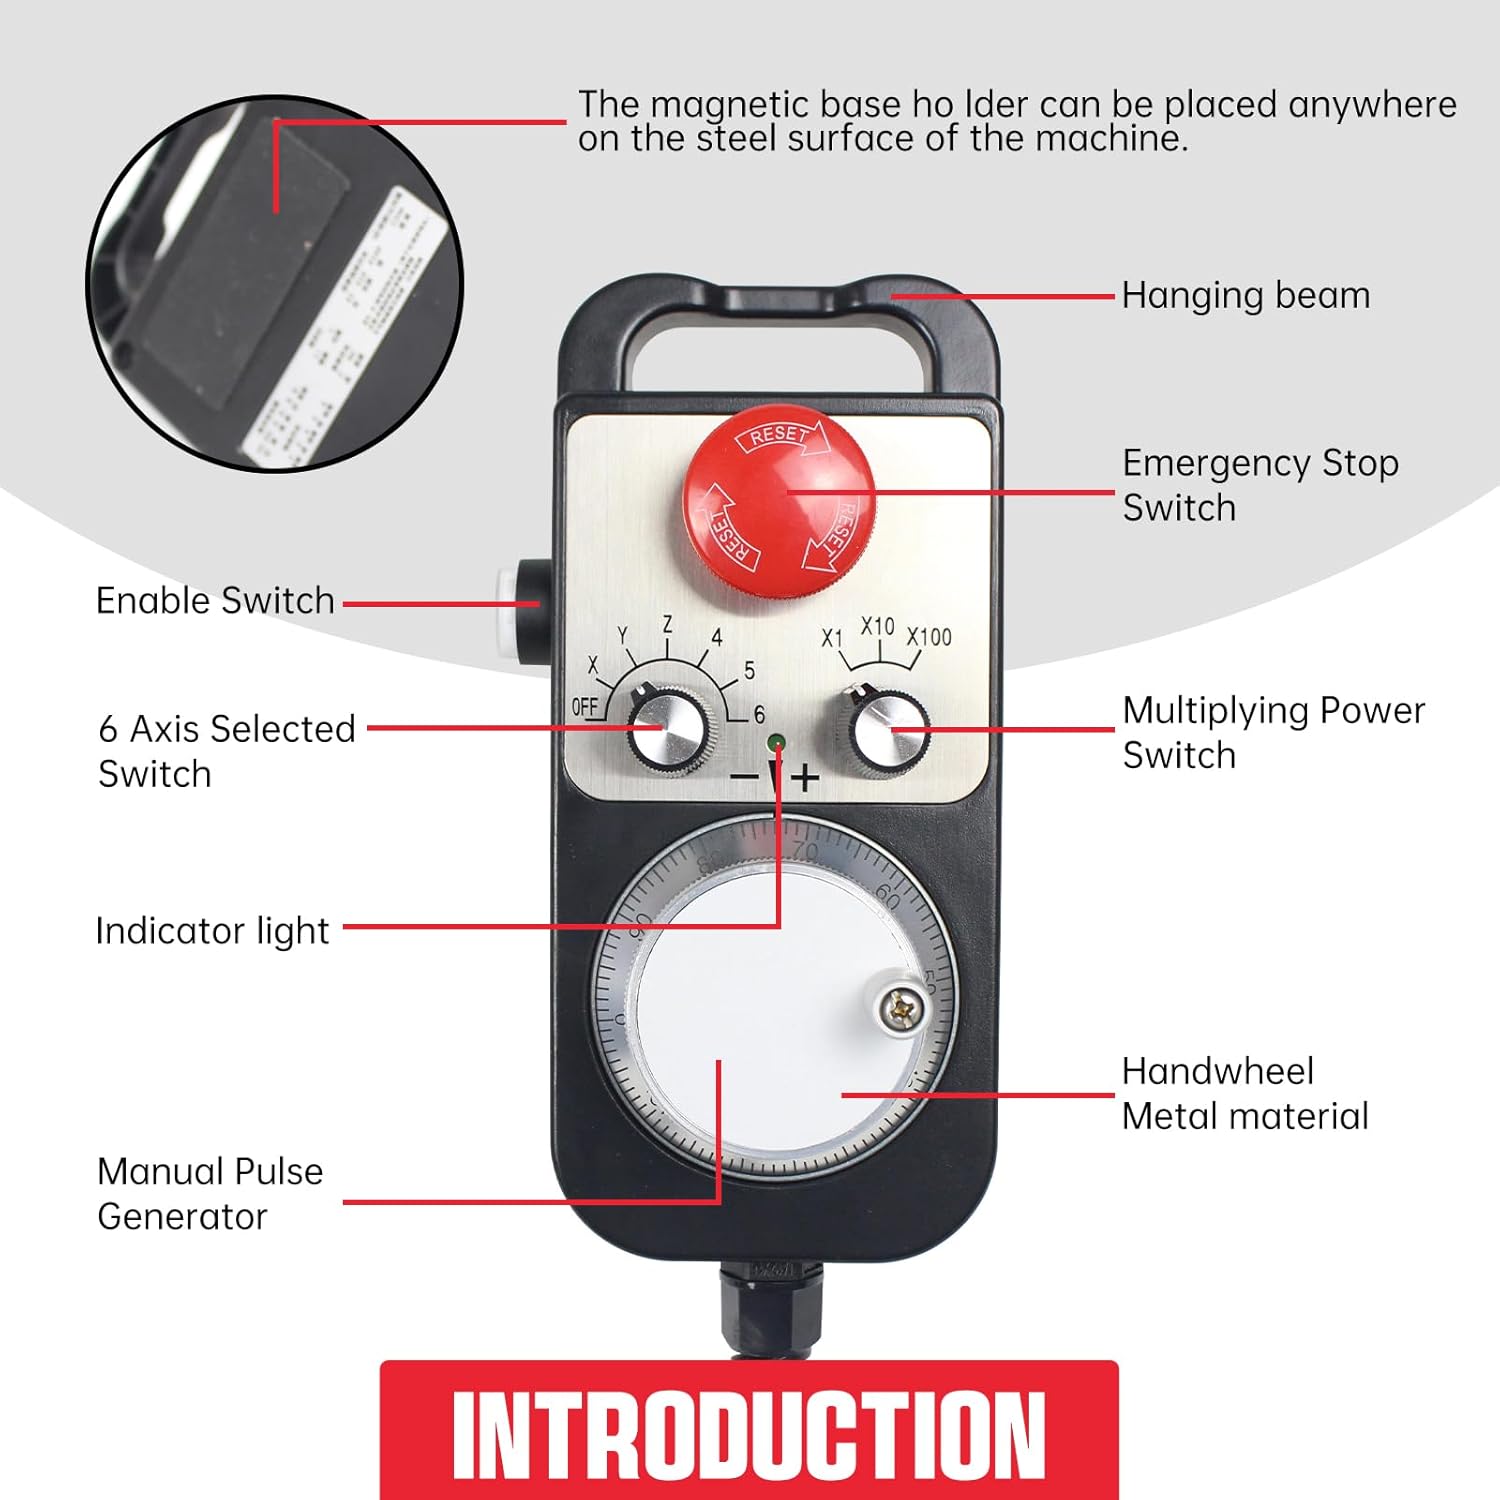 The magnetic base ho lder can be placed anywhere
on the steel surface of the machine.
Hanging beam
RESET
RESET
RESET
Emergency Stop
Switch
Enable Switch
OFF X Y Z 4 5 6
X1 X10 X100
6 Axis Selected
Switch
Multiplying Power
Switch
− +
Indicator light
80 70 60
90 50
0
Handwheel
Metal material
Manual Pulse
Generator
INTRODUCTION